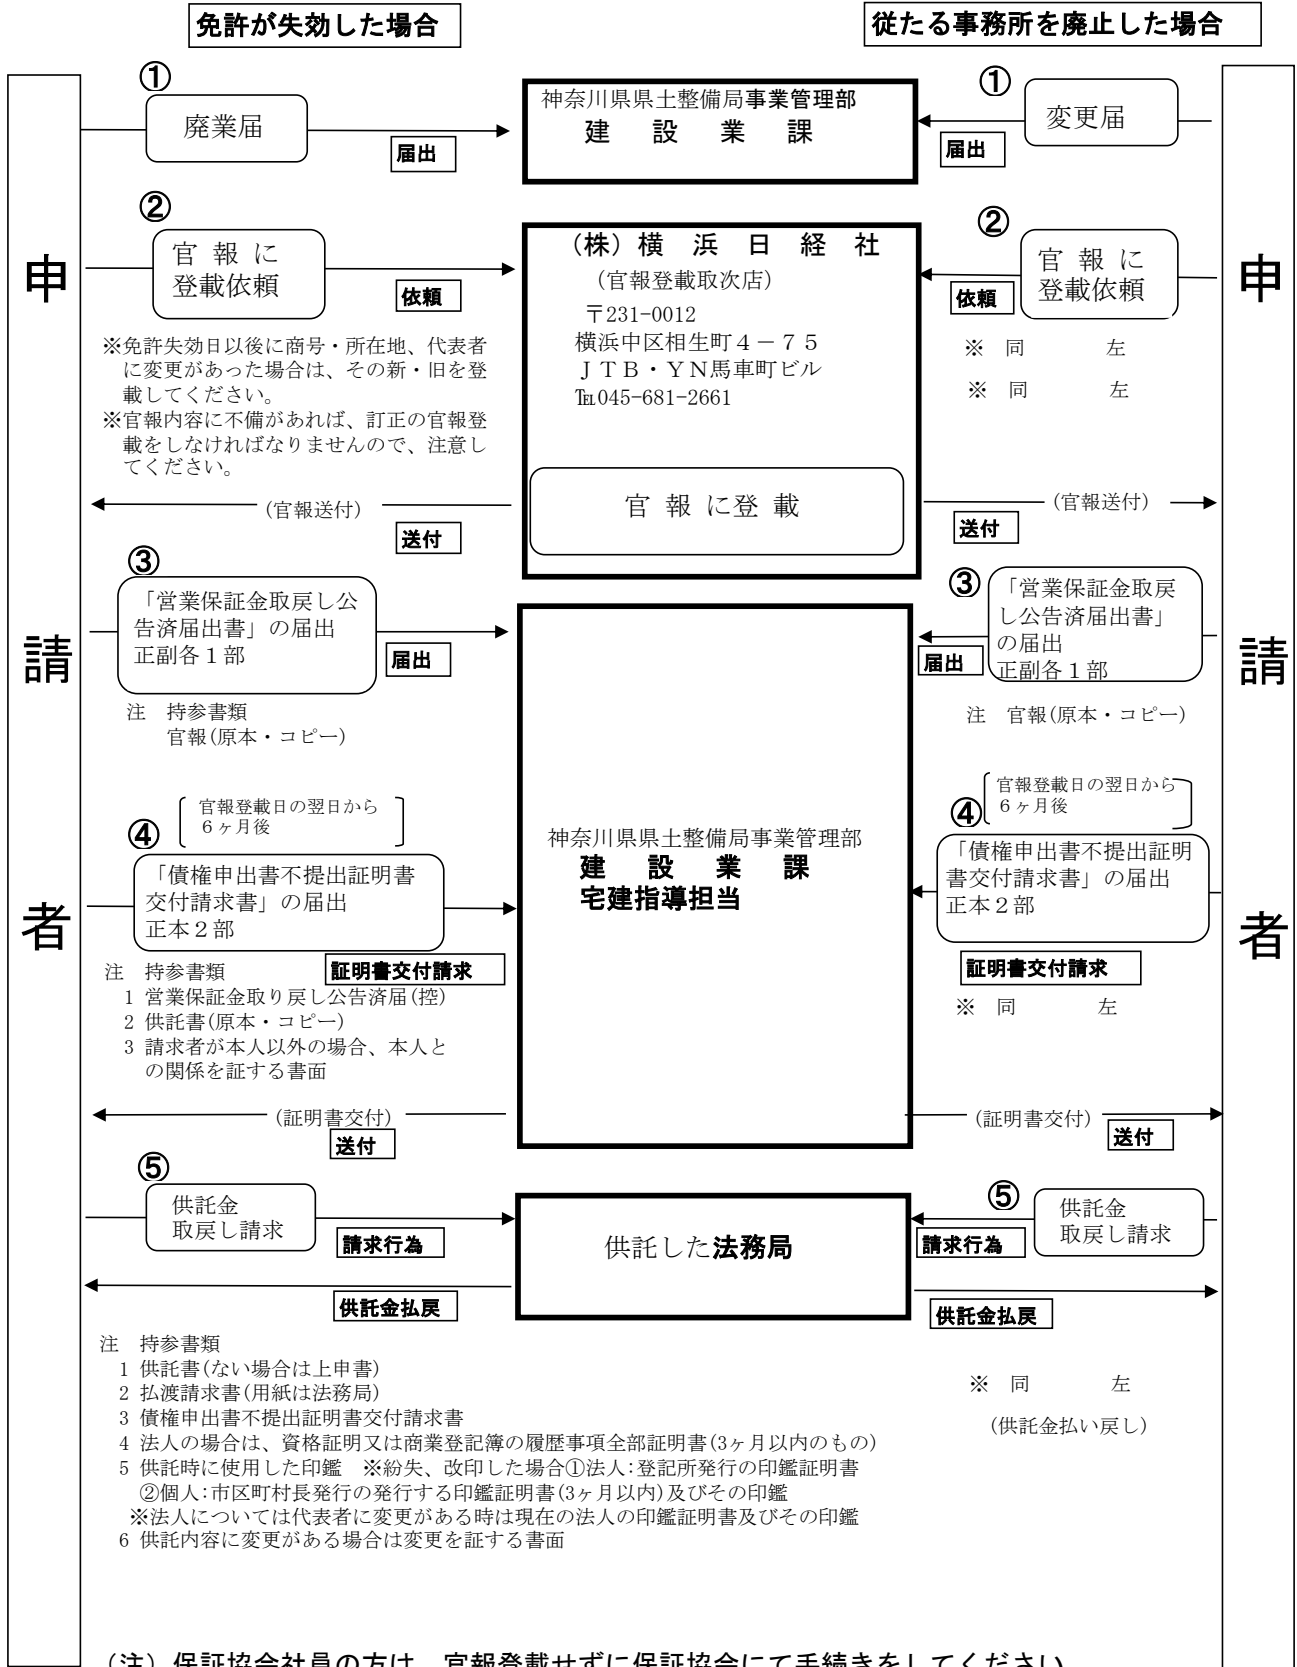 免許が失効した場合
従たる事務所を廃止した場合
申
請
者
①
廃業届
届出
神奈川県県土整備局事業管理部
建設業課
①
変更届
届出
申
請
者
②
官報に
登載依頼
依頼
※免許失効日以後に商号・所在地、代表者
に変更があった場合は、その新・旧を登
載してください。
※官報内容に不備があれば、訂正の官報登
載をしなければなりませんので、注意し
てください。
(官報送付)
送付
(株)横浜日経社
(官報登載取次店)
〒231-0012
横浜中区相生町４－７５
ＪＴＢ・ＹＮ馬車町ビル
℡045-681-2661
官報に登載
②
官報に
登載依頼
依頼
※ 同 左
※ 同 左
(官報送付)
送付
③
「営業保証金取戻し公
告済届出書」の届出
正副各１部
届出
注 持参書類
官報(原本・コピー)
③
「営業保証金取戻
し公告済届出書」
の届出
正副各１部
届出
注 官報(原本・コピー)
官報登載日の翌日から
６ヶ月後
④
「債権申出書不提出証明書
交付請求書」の届出
正本２部
証明書交付請求
注 持参書類
1 営業保証金取り戻し公告済届(控)
2 供託書(原本・コピー)
3 請求者が本人以外の場合、本人と
の関係を証する書面
(証明書交付)
送付
神奈川県県土整備局事業管理部
建設業課
宅建指導担当
官報登載日の翌日から
６ヶ月後
④
「債権申出書不提出証明
書交付請求書」の届出
正本２部
証明書交付請求
※ 同 左
(証明書交付)
送付
⑤
供託金
取戻し請求
請求行為
供託金払戻
供託した法務局
⑤
供託金
取戻し請求
請求行為
供託金払戻
注 持参書類
1 供託書(ない場合は上申書)
2 払渡請求書(用紙は法務局)
3 債権申出書不提出証明書交付請求書
4 法人の場合は、資格証明又は商業登記簿の履歴事項全部証明書(3ヶ月以内のもの)
5 供託時に使用した印鑑 ※紛失、改印した場合①法人:登記所発行の印鑑証明書
②個人:市区町村長発行の発行する印鑑証明書(3ヶ月以内)及びその印鑑
※法人については代表者に変更がある時は現在の法人の印鑑証明書及びその印鑑
6 供託内容に変更がある場合は変更を証する書面
※ 同 左
(供託金払い戻し)
(注) 保証協会社員の方は、官報登載せずに保証協会にて手続きをしてください